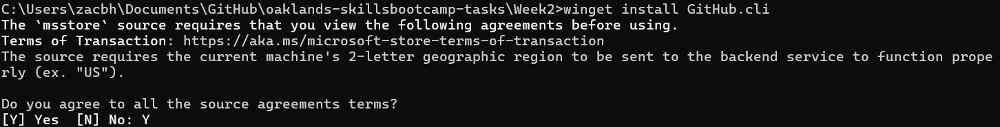 C:\Users\zacbh\Documents\GitHub\oaklands-skillsbootcamp-tasks\Week2>winget install GitHub.cli
The `msstore` source requires that you view the following agreements before using.
Terms of Transaction: https://aka.ms/microsoft-store-terms-of-transaction
The source requires the current machine's 2-letter geographic region to be sent to the backend service to function prope
rly (ex. "US").

Do you agree to all the source agreements terms?
[Y] Yes  [N] No: Y